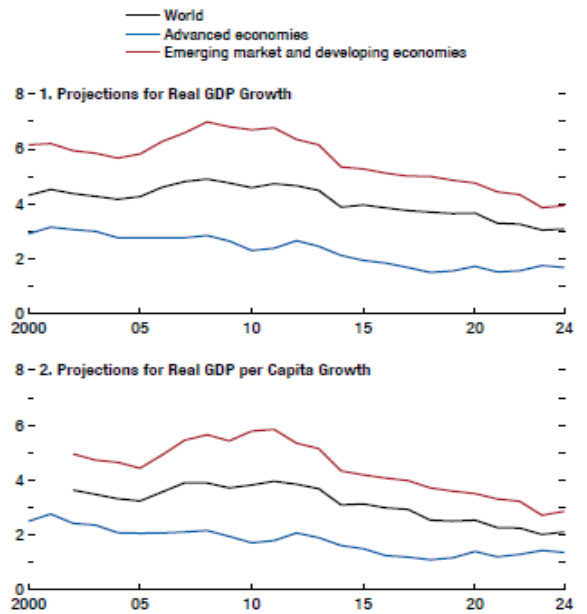 World
Advanced economies
Emerging market and developing economies
8 – 1. Projections for Real GDP Growth
6
4
2
0
2000 05 10 15 20 24
8 – 2. Projections for Real GDP per Capita Growth
6
4
2
0
2000 05 10 15 20 24